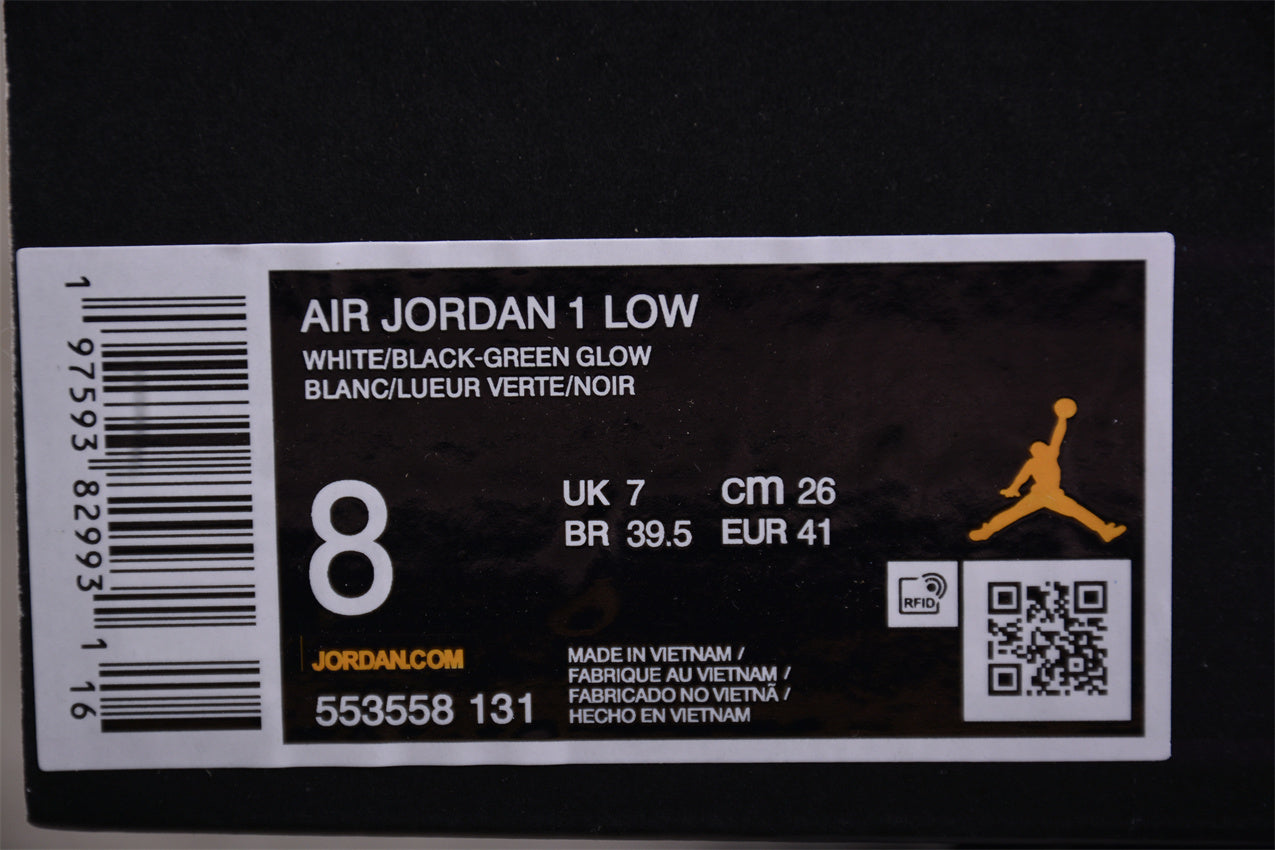 AIR JORDAN 1 LOW
WHITE/BLACK-GREEN GLOW
BLANC/LUEUR VERTE/NOIR
8
UK 7 cm 26
BR 39.5 EUR 41
RFID
JORDAN.COM
553558 131
MADE IN VIETNAM /
FABRIQUE AU VIETNAM /
FABRICADO NO VIETNÃ /
HECHO EN VIETNAM
1 97593 82993 1 16